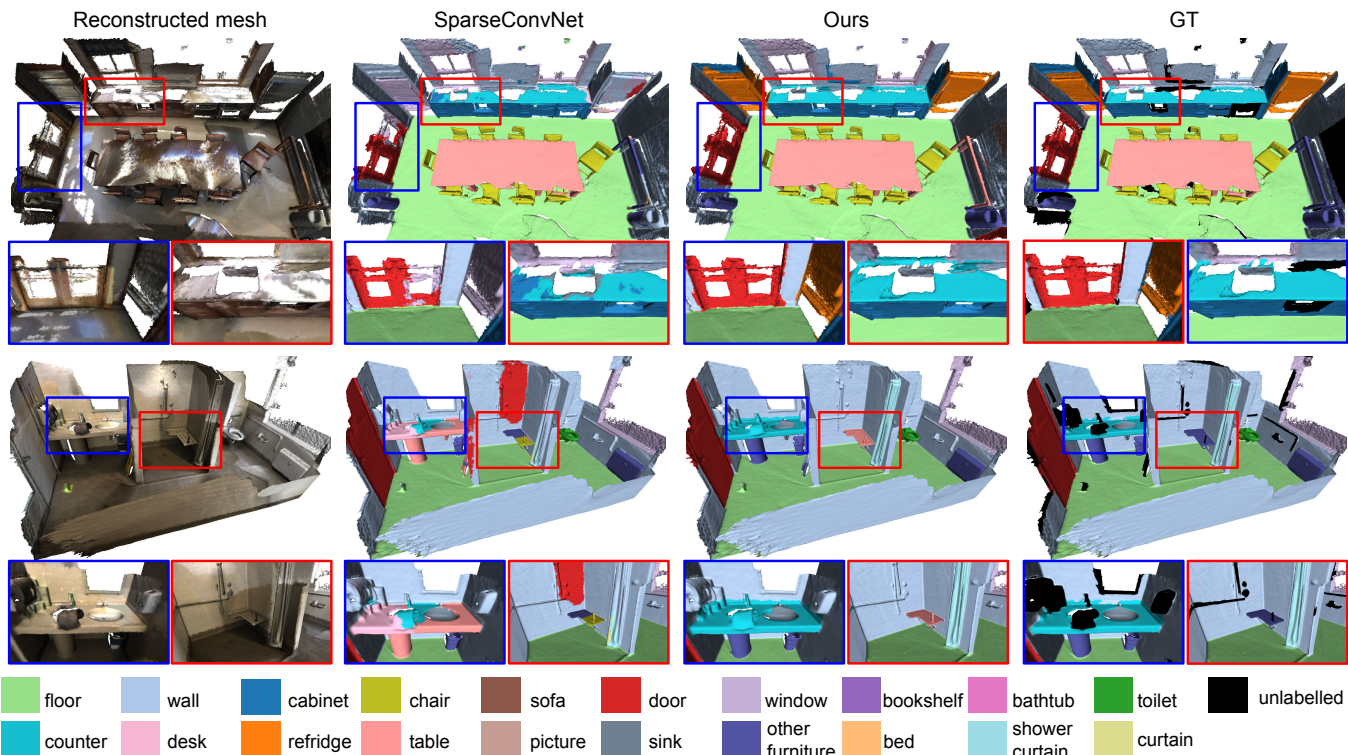 Reconstructed mesh SparseConvNet Ours GT
floor wall cabinet chair sofa door window bookshelf bathtub toilet unlabelled
counter desk refridge table picture sink other furniture bed shower curtain curtain